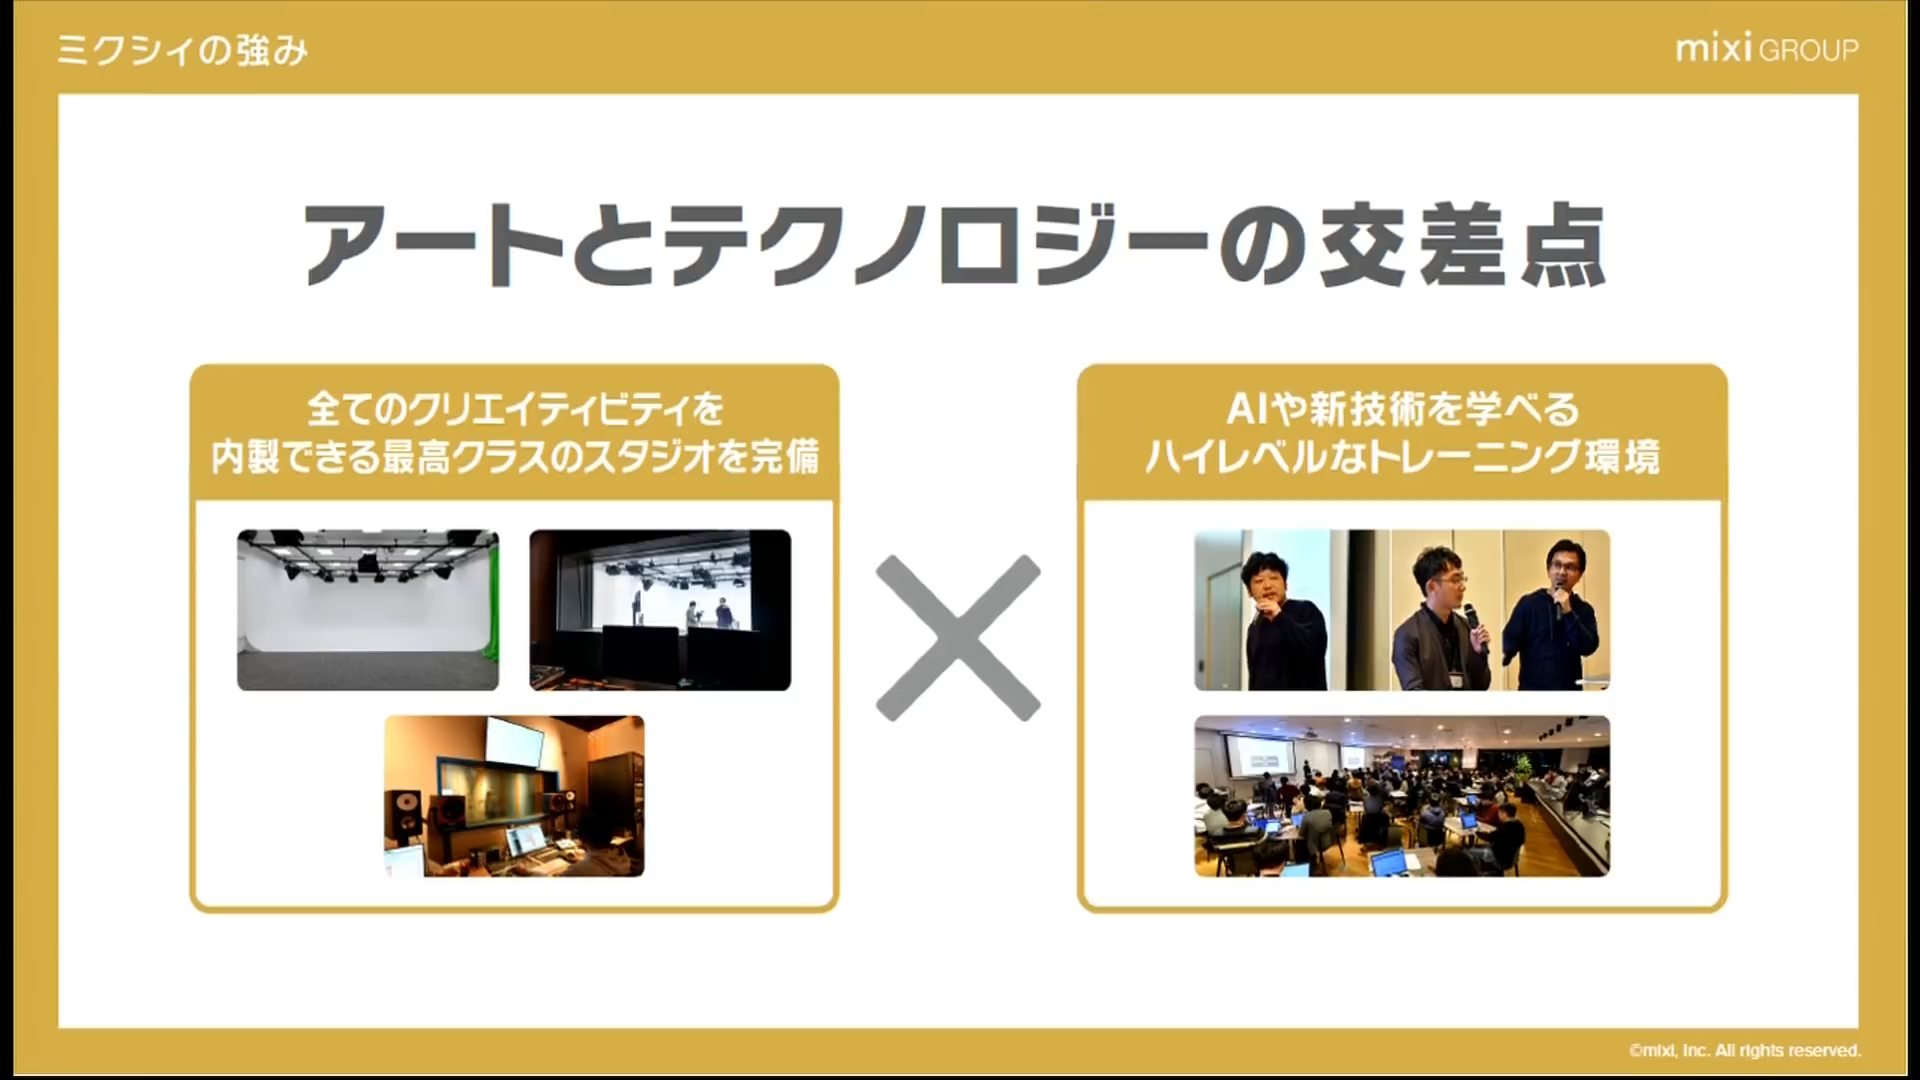 ミクシィの強み
mixi GROUP
アートとテクノロジーの交差点
全てのクリエイティビティを
内製できる最高クラスのスタジオを完備
AIや新技術を学べる
ハイレベルなトレーニング環境
©mixi, Inc. All rights reserved.